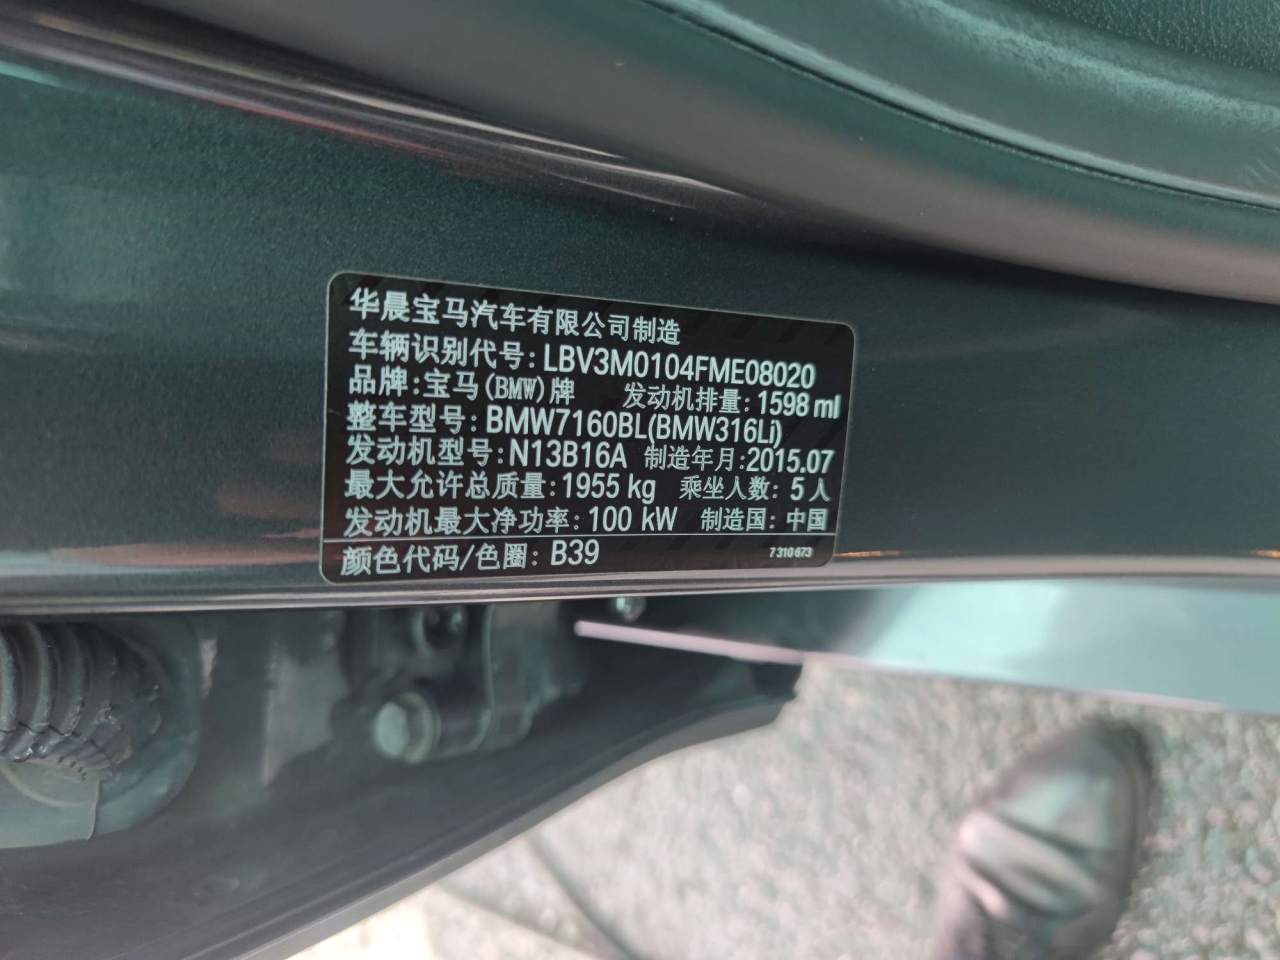 华晨宝马汽车有限公司制造
车辆识别代号:LBV3M0104FME08020
品牌:宝马(BMW)牌 发动机排量:1598 ml
整车型号:BMW7160BL(BMW316Li)
发动机型号:N13B16A 制造年月:2015.07
最大允许总质量:1955 kg 乘坐人数:5人
发动机最大净功率:100 kW 制造国:中国
颜色代码/色圈:B39 7 310 673